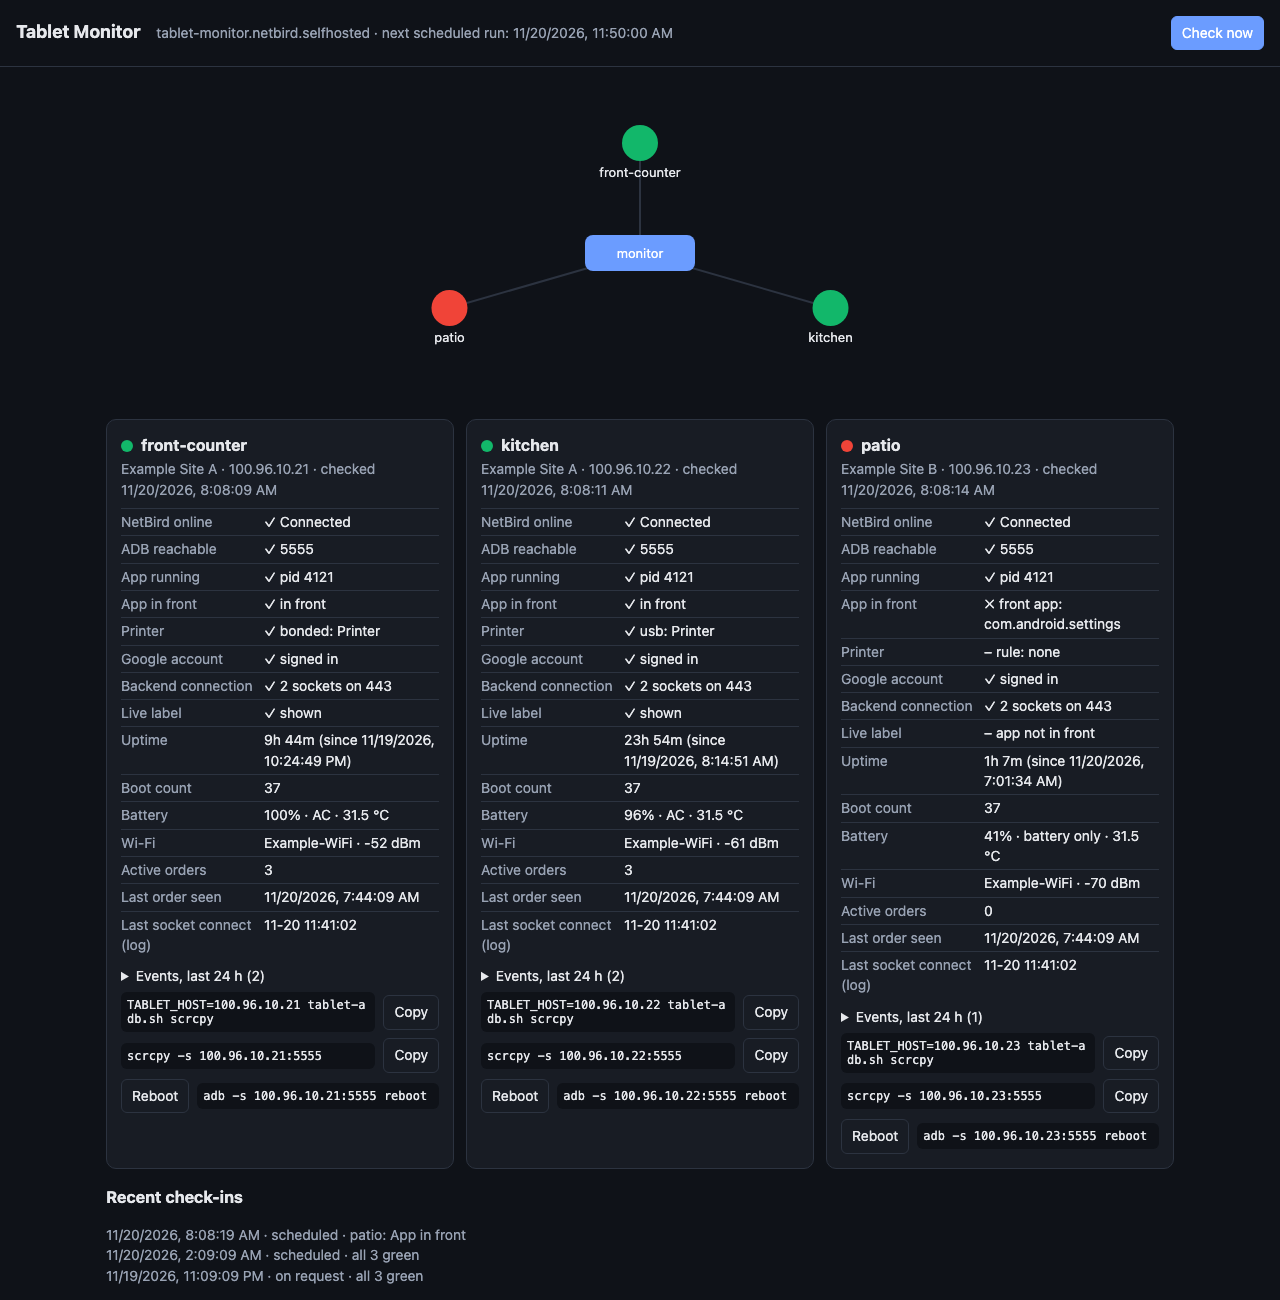 Tablet Monitor tablet-monitor.netbird.selfhosted · next scheduled run: 11/20/2026, 11:50:00 AM Check now
front-counter
monitor
patio
kitchen
front-counter
Example Site A · 100.96.10.21 · checked
11/20/2026, 8:08:09 AM
NetBird online ✓ Connected
ADB reachable ✓ 5555
App running ✓ pid 4121
App in front ✓ in front
Printer ✓ bonded: Printer
Google account ✓ signed in
Backend connection ✓ 2 sockets on 443
Live label ✓ shown
Uptime 9h 44m (since 11/19/2026,
10:24:49 PM)
Boot count 37
Battery 100% · AC · 31.5 °C
Wi-Fi Example-WiFi · -52 dBm
Active orders 3
Last order seen 11/20/2026, 7:44:09 AM
Last socket connect 11-20 11:41:02
(log)
▶ Events, last 24 h (2)
TABLET_HOST=100.96.10.21 tablet-a
db.sh scrcpy
Copy
scrcpy -s 100.96.10.21:5555 Copy
Reboot adb -s 100.96.10.21:5555 reboot
kitchen
Example Site A · 100.96.10.22 · checked
11/20/2026, 8:08:11 AM
NetBird online ✓ Connected
ADB reachable ✓ 5555
App running ✓ pid 4121
App in front ✓ in front
Printer ✓ usb: Printer
Google account ✓ signed in
Backend connection ✓ 2 sockets on 443
Live label ✓ shown
Uptime 23h 54m (since
11/19/2026, 8:14:51 AM)
Boot count 37
Battery 96% · AC · 31.5 °C
Wi-Fi Example-WiFi · -61 dBm
Active orders 3
Last order seen 11/20/2026, 7:44:09 AM
Last socket connect 11-20 11:41:02
(log)
▶ Events, last 24 h (2)
TABLET_HOST=100.96.10.22 tablet-a
db.sh scrcpy
Copy
scrcpy -s 100.96.10.22:5555 Copy
Reboot adb -s 100.96.10.22:5555 reboot
patio
Example Site B · 100.96.10.23 · checked
11/20/2026, 8:08:14 AM
NetBird online ✓ Connected
ADB reachable ✓ 5555
App running ✓ pid 4121
App in front ✕ front app:
com.android.settings
Printer – rule: none
Google account ✓ signed in
Backend connection ✓ 2 sockets on 443
Live label – app not in front
Uptime 1h 7m (since 11/20/2026,
7:01:34 AM)
Boot count 37
Battery 41% · battery only · 31.5
°C
Wi-Fi Example-WiFi · -70 dBm
Active orders 0
Last order seen 11/20/2026, 7:44:09 AM
Last socket connect 11-20 11:41:02
(log)
▶ Events, last 24 h (1)
TABLET_HOST=100.96.10.23 tablet-a
db.sh scrcpy
Copy
scrcpy -s 100.96.10.23:5555 Copy
Reboot adb -s 100.96.10.23:5555 reboot
Recent check-ins
11/20/2026, 8:08:19 AM · scheduled · patio: App in front
11/20/2026, 2:09:09 AM · scheduled · all 3 green
11/19/2026, 11:09:09 PM · on request · all 3 green